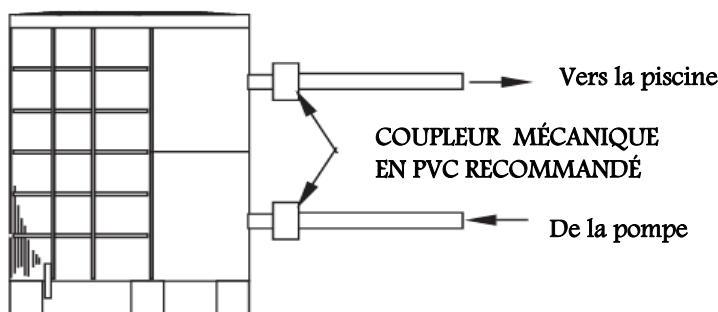 Vers la piscine
COUPLEUR MÉCANIQUE
EN PVC RECOMMANDÉ
De la pompe